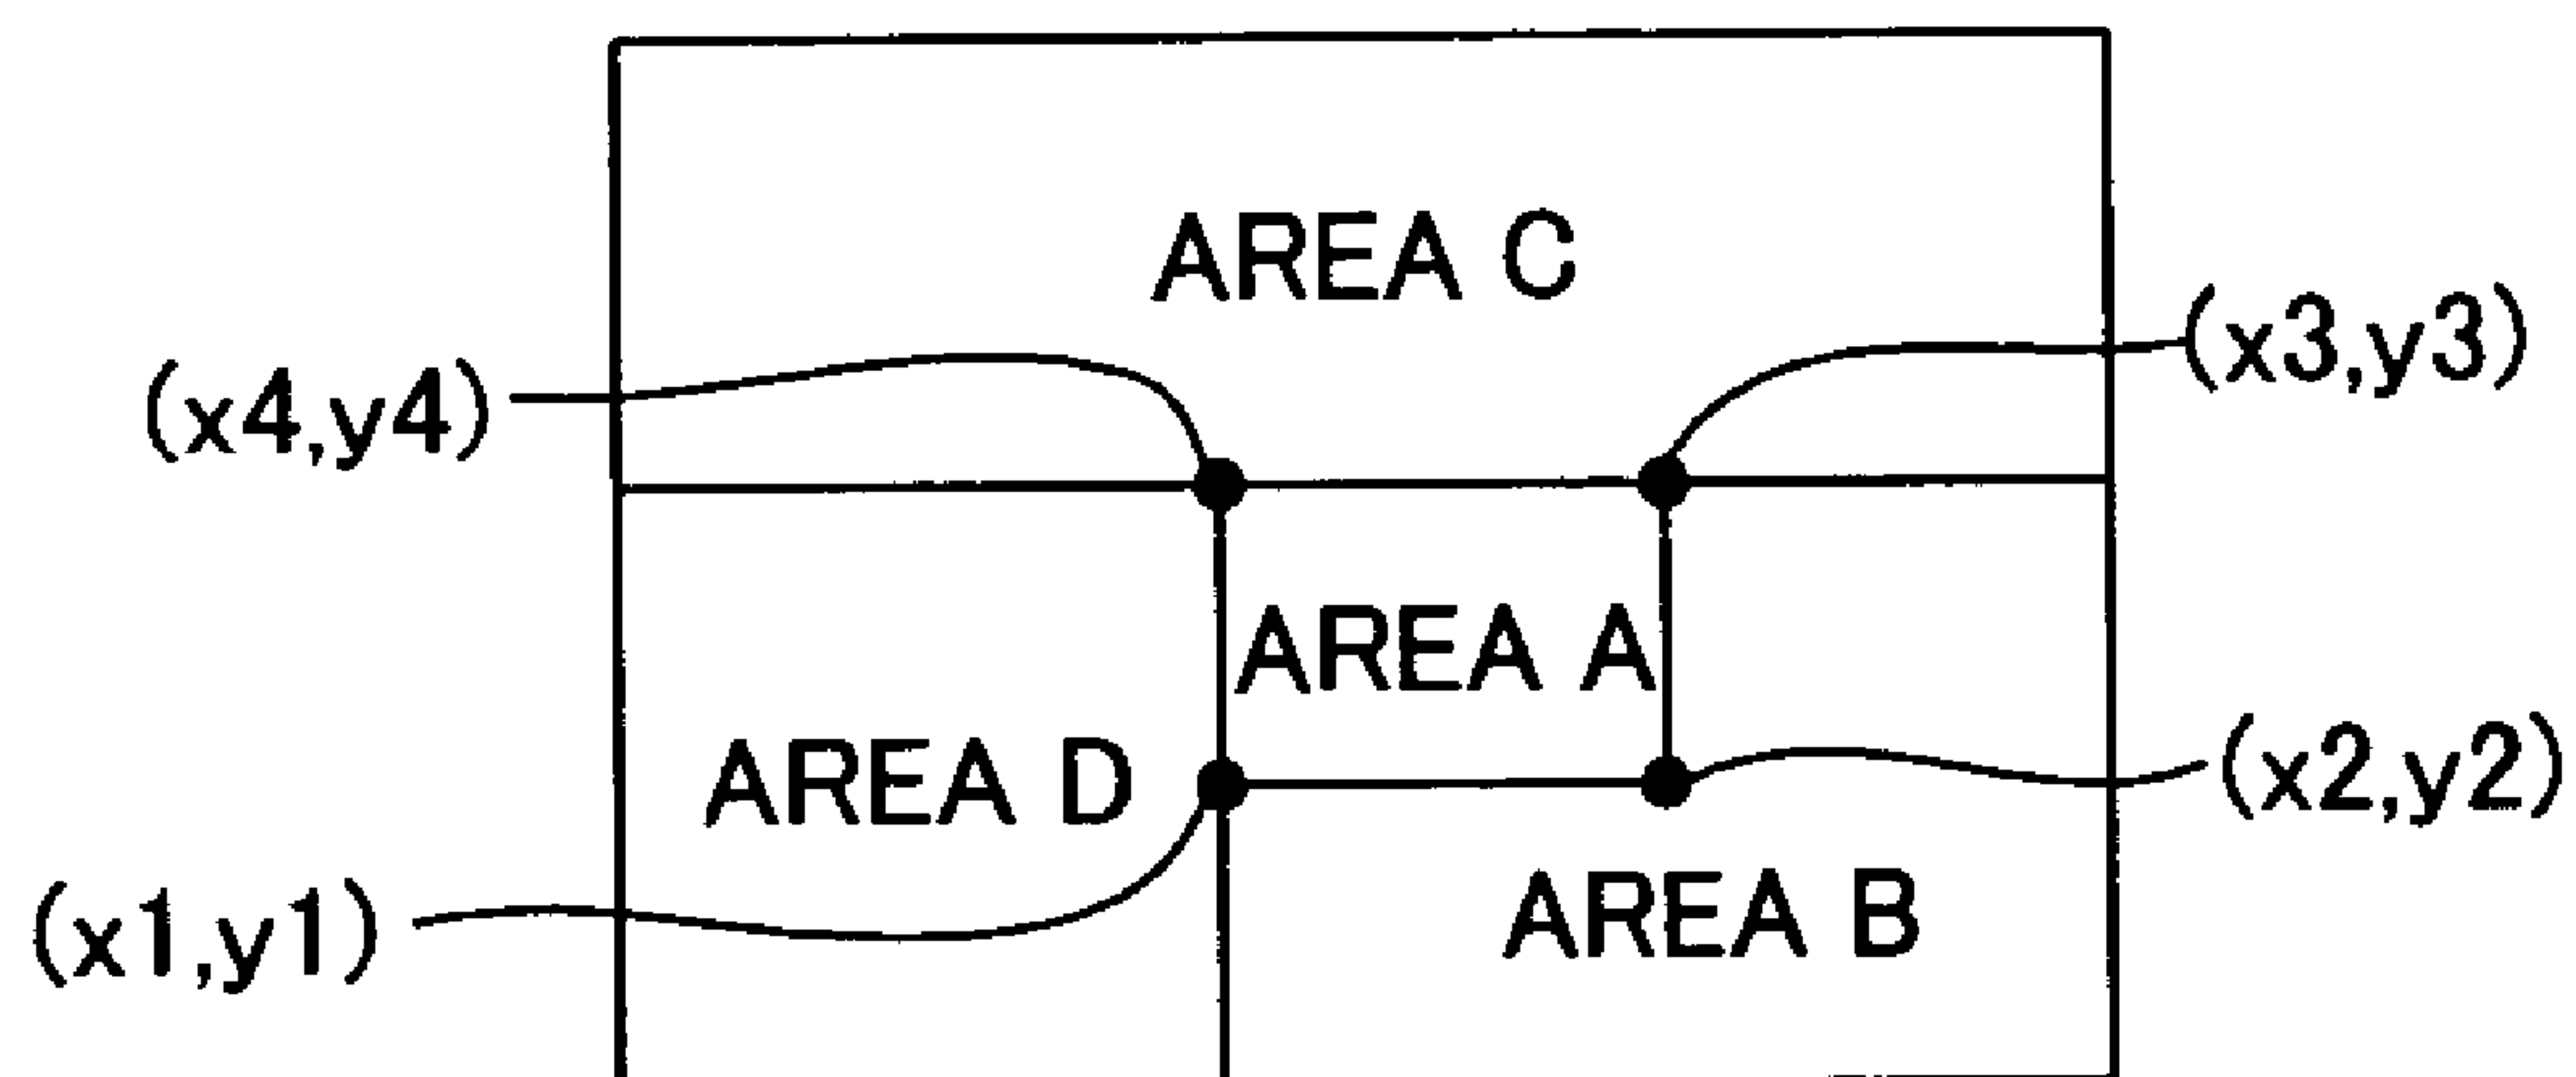 AREA C
(x3,y3)
(x4,y4)
AREA A
AREA D
(x2,y2)
AREA B
(x1,y1)